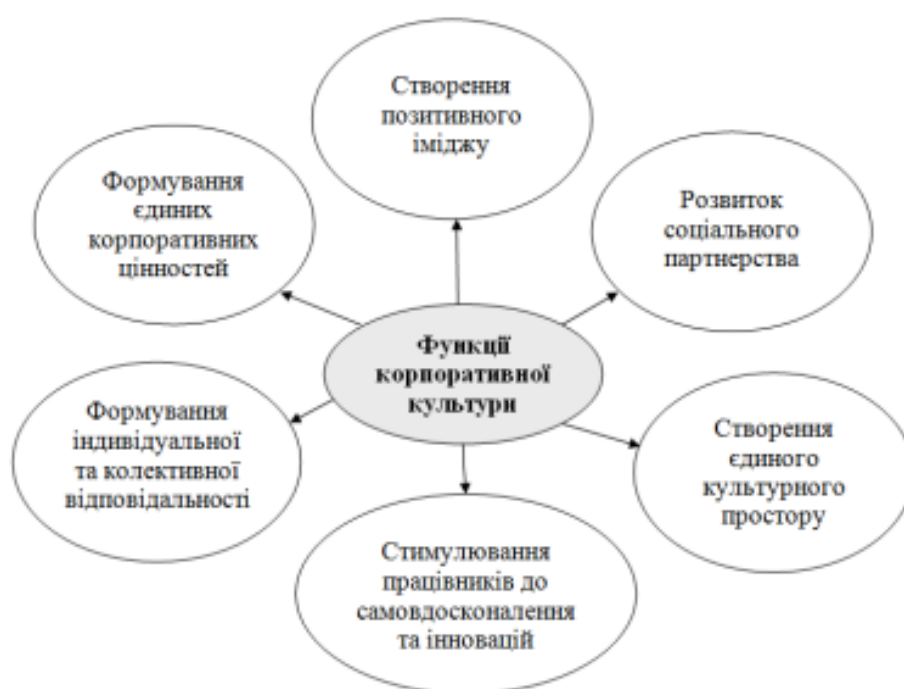 Створення
позитивного
іміджу
Формування
єдиних
корпоративних
цінностей
Розвиток
соціального
партнерства
Функції
корпоративної
культури
Формування
індивідуальної
та колективної
відповідальності
Створення
єдиного
культурного
простору
Стимулювання
працівників до
самовдосконалення
та інновацій